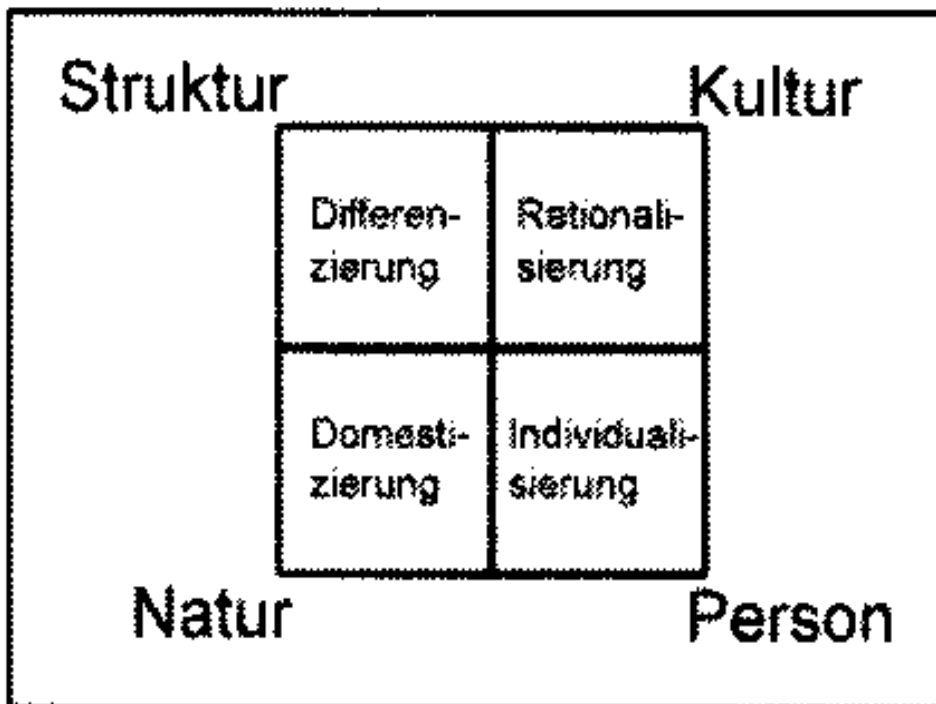 Struktur
Kultur
Differen-
zierung
Rationali-
sierung
Domesti-
zierung
Individuali-
sierung
Natur
Person